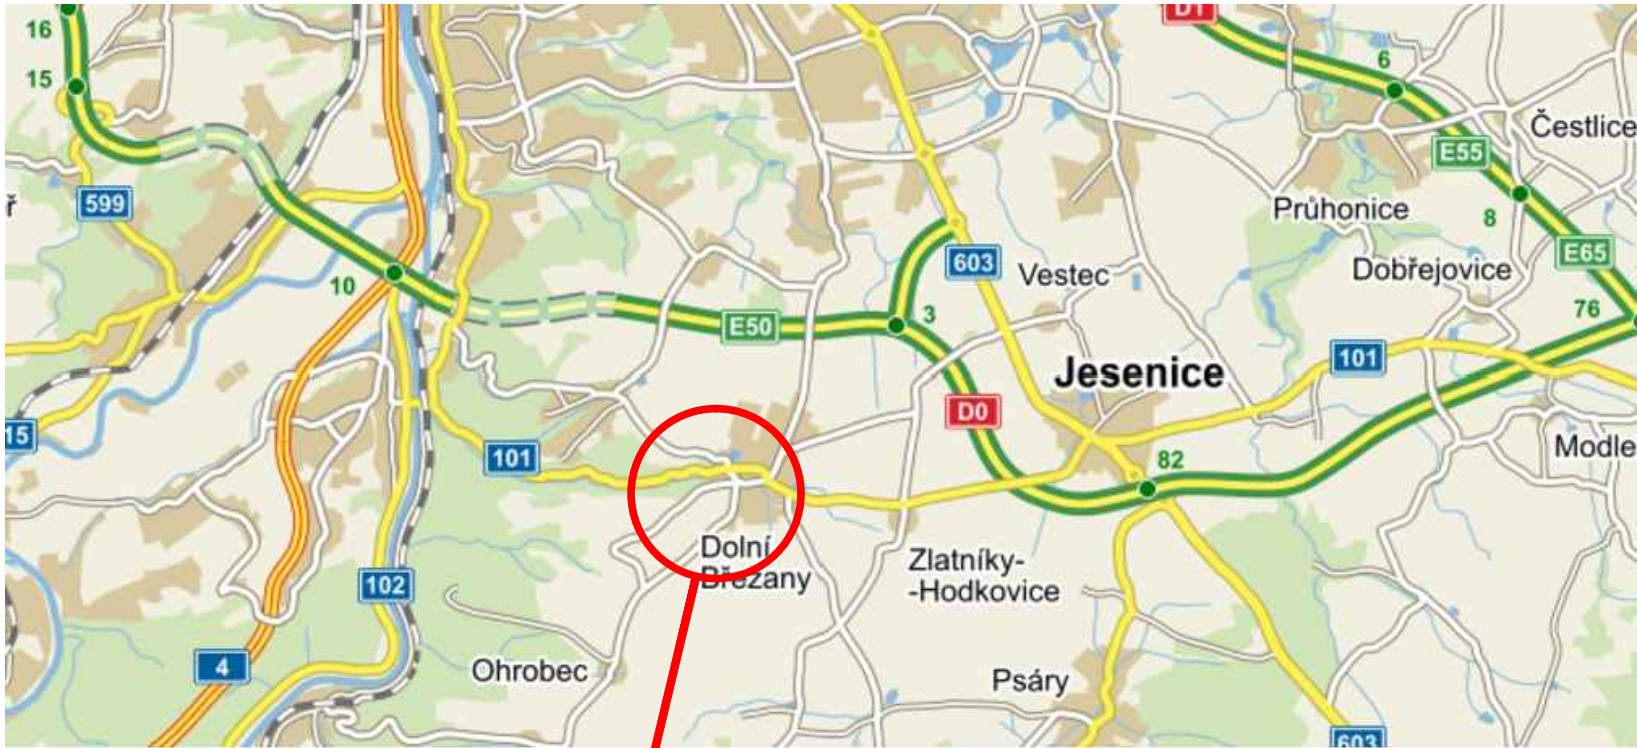 D1
16
6
15
Čestlice
E55
599
ř
Průhonice
8
E65
603
Vestec
Dobřejovice
10
76
3
E50
Jesenice
101
D0
15
101
Modle
82
Dolní
Břežany
Zlatníky-
-Hodkovice
102
4
Ohrobec
Psáry
603